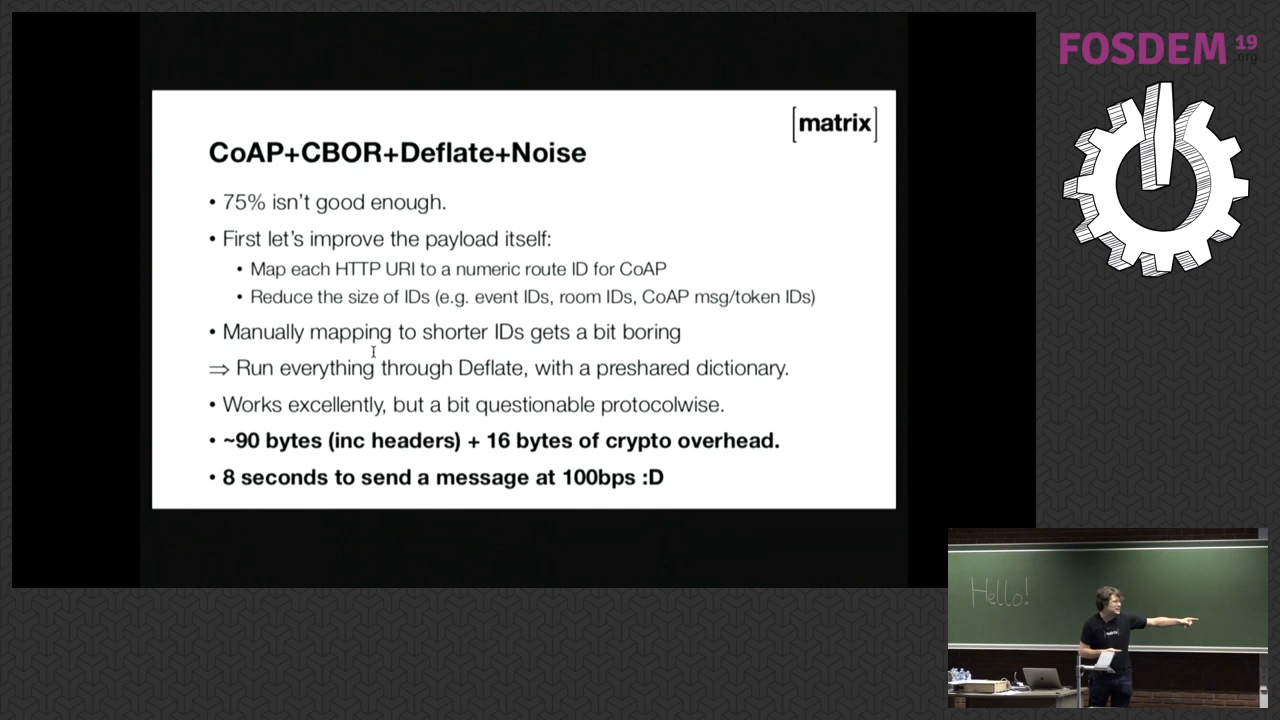 FOSDEM 19
.org
[matrix]
CoAP+CBOR+Deflate+Noise
• 75% isn't good enough.
• First let's improve the payload itself:
• Map each HTTP URI to a numeric route ID for CoAP
• Reduce the size of IDs (e.g. event IDs, room IDs, CoAP msg/token IDs)
• Manually mapping to shorter IDs gets a bit boring
⇒ Run everything through Deflate, with a preshared dictionary.
• Works excellently, but a bit questionable protocolwise.
• ~90 bytes (inc headers) + 16 bytes of crypto overhead.
• 8 seconds to send a message at 100bps :D
Hello!
[matrix]